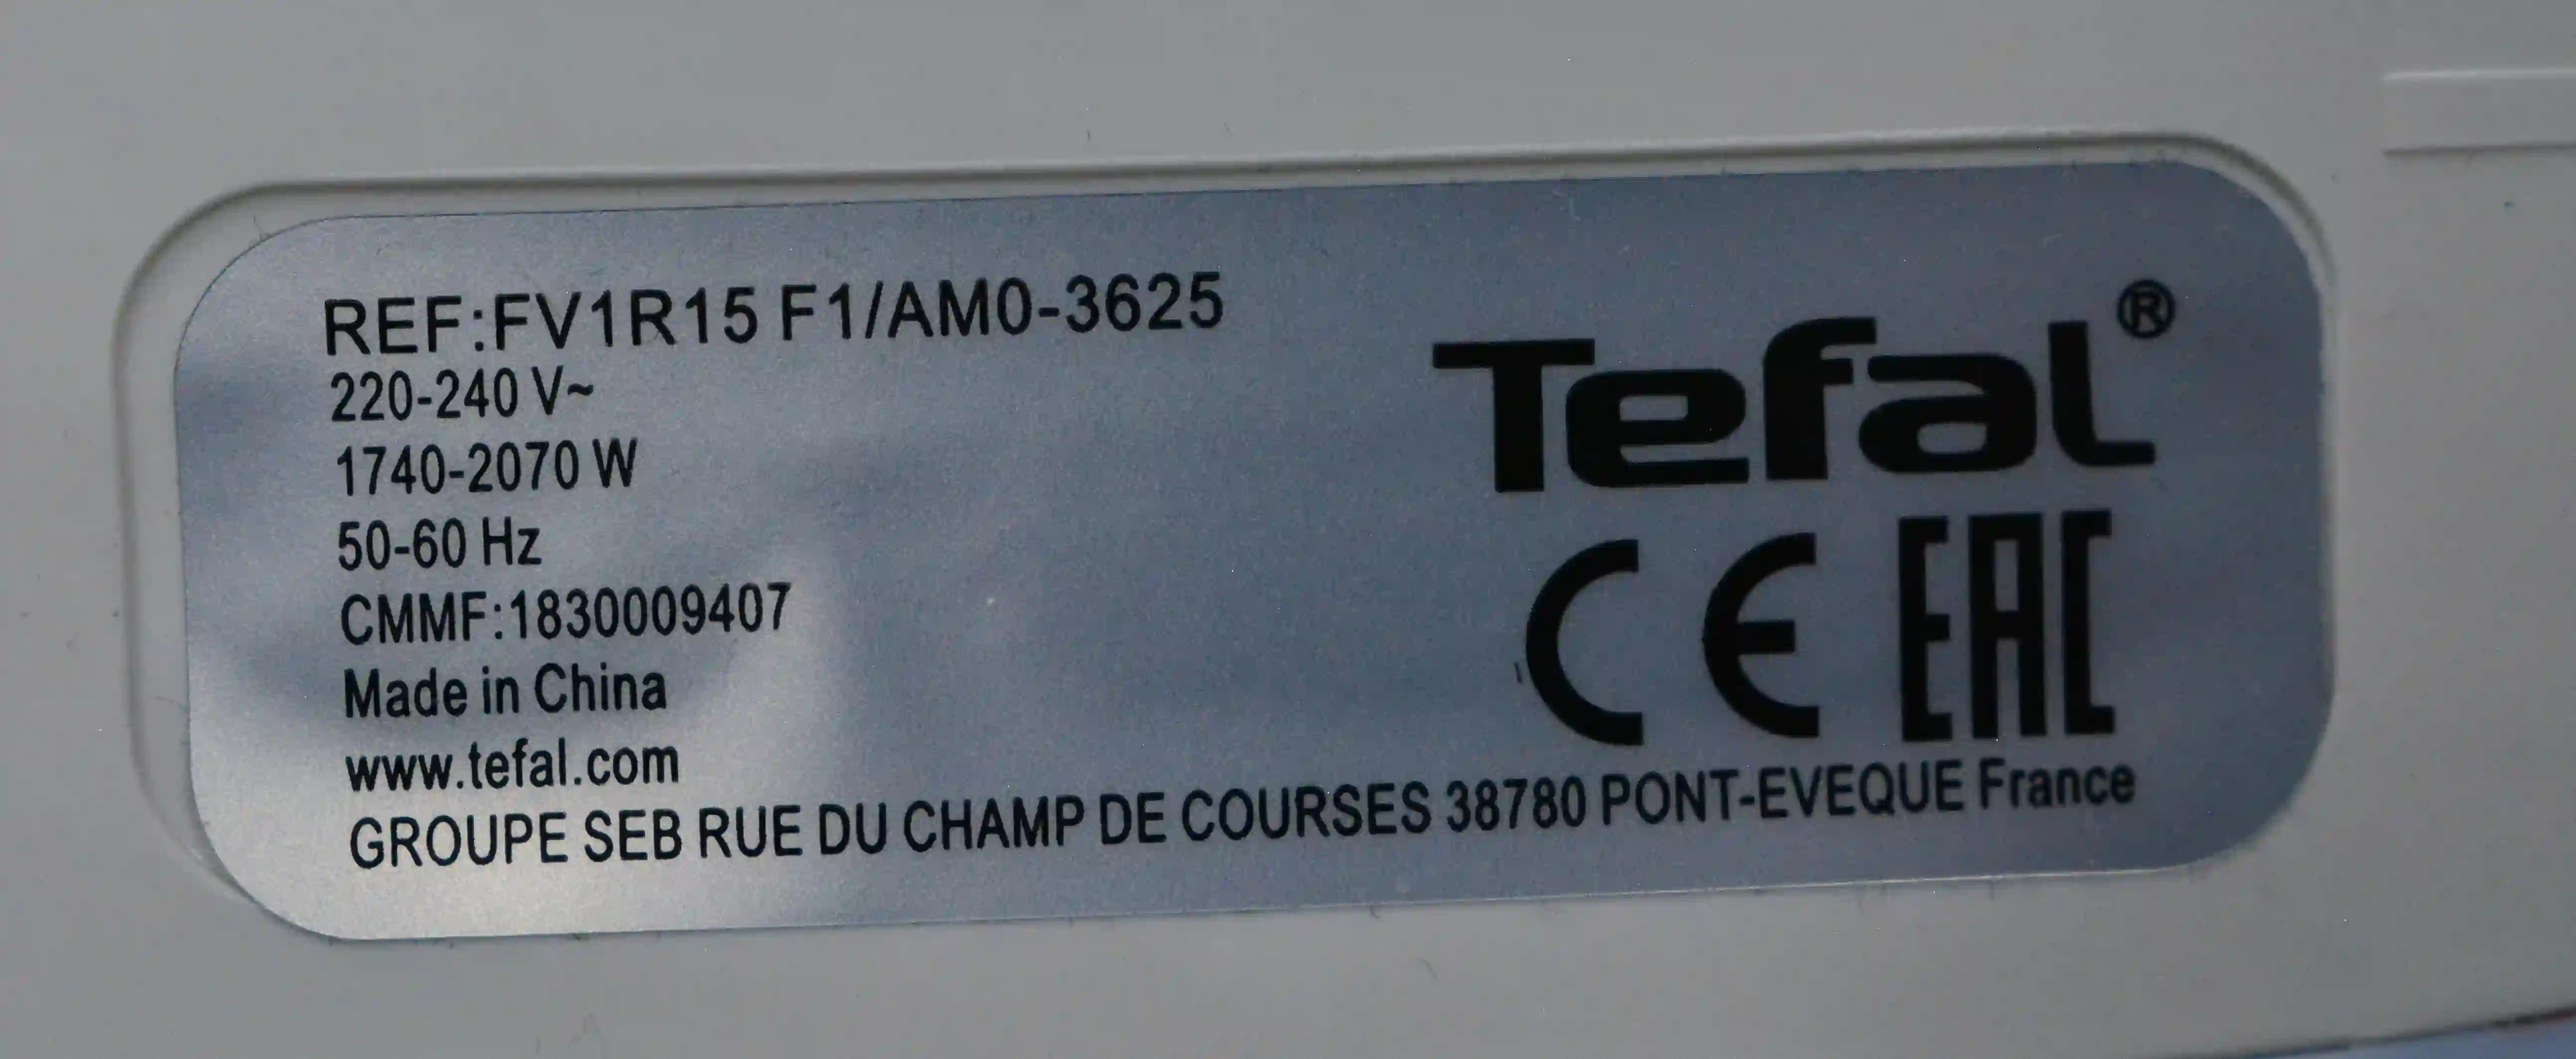 REF:FV1R15 F1/AM0-3625
220-240 V~
1740-2070 W
50-60 Hz
CMMF:1830009407
Made in China
www.tefal.com
GROUPE SEB RUE DU CHAMP DE COURSES 38780 PONT-EVEQUE France
Tefal®
CE EAC